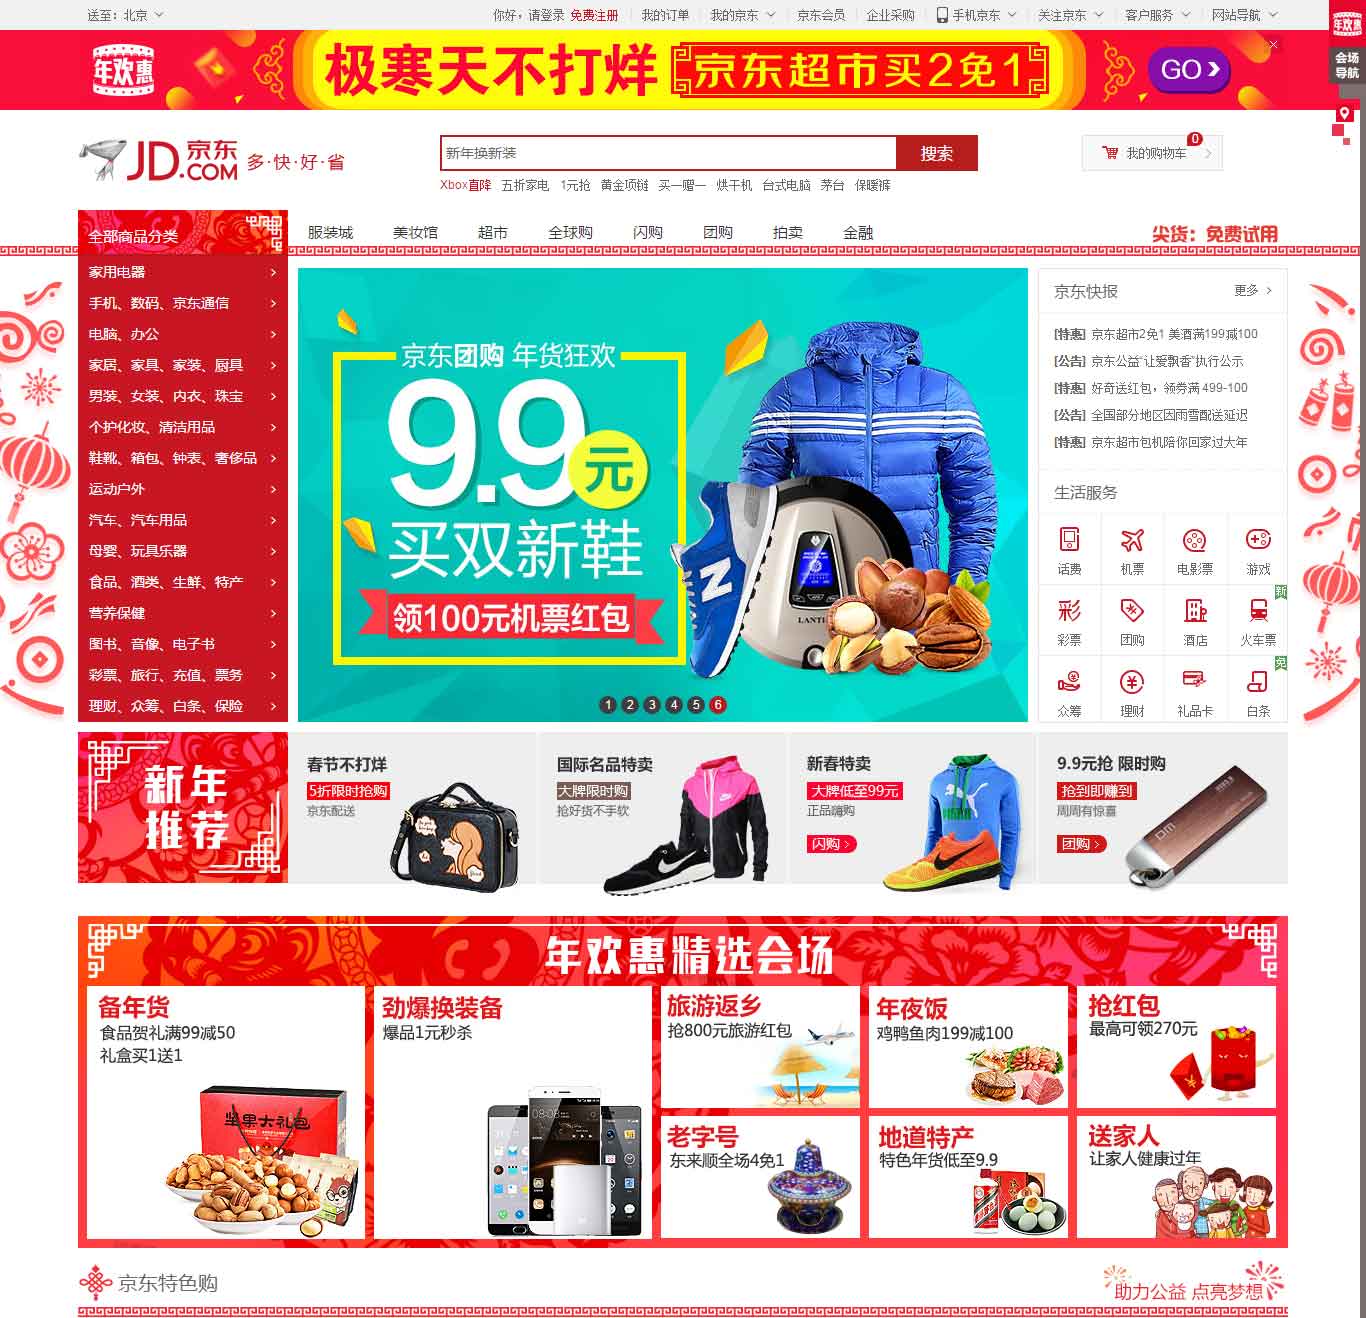 送至：北京
你好，请登录 免费注册 我的订单 我的京东 京东会员 企业采购 手机京东 关注京东 客户服务 网站导航
年欢惠
极寒天不打烊 京东超市买2免1 GO
年欢惠
会场
导航
JD.COM 京东 多·快·好·省
新年换新装 搜索
0
我的购物车
Xbox直降 五折家电 1元抢 黄金项链 买一赠一 烘干机 台式电脑 茅台 保暖裤
全部商品分类 服装城 美妆馆 超市 全球购 闪购 团购 拍卖 金融 尖货：免费试用
家用电器
手机、数码、京东通信
电脑、办公
家居、家具、家装、厨具
男装、女装、内衣、珠宝
个护化妆、清洁用品
鞋靴、箱包、钟表、奢侈品
运动户外
汽车、汽车用品
母婴、玩具乐器
食品、酒类、生鲜、特产
营养保健
图书、音像、电子书
彩票、旅行、充值、票务
理财、众筹、白条、保险
京东团购 年货狂欢
9.9元
买双新鞋
领100元机票红包
N
LANTI
1 2 3 4 5 6
京东快报 更多
[特惠] 京东超市2免1 美酒满199减100
[公告] 京东公益“让爱飘香”执行公示
[特惠] 好奇送红包，领券满499-100
[公告] 全国部分地区因雨雪配送延迟
[特惠] 京东超市包机陪你回家过大年
生活服务
话费 机票 电影票 游戏
新
彩
彩票 团购 酒店 火车票
免
众筹 理财 礼品卡 白条
新年
推荐
春节不打烊
5折限时抢购
京东配送
国际名品特卖
大牌限时购
抢好货不手软
新春特卖
大牌低至99元
正品嗨购
闪购
9.9元抢 限时购
抢到即赚到
周周有惊喜
团购
年欢惠精选会场
备年货
食品贺礼满99减50
礼盒买1送1
坚果大礼包
劲爆换装备
爆品1元秒杀
08:08
旅游返乡
抢800元旅游红包
年夜饭
鸡鸭鱼肉199减100
抢红包
最高可领270元
老字号
东来顺全场4免1
地道特产
特色年货低至9.9
送家人
让家人健康过年
京东特色购
助力公益 点亮梦想